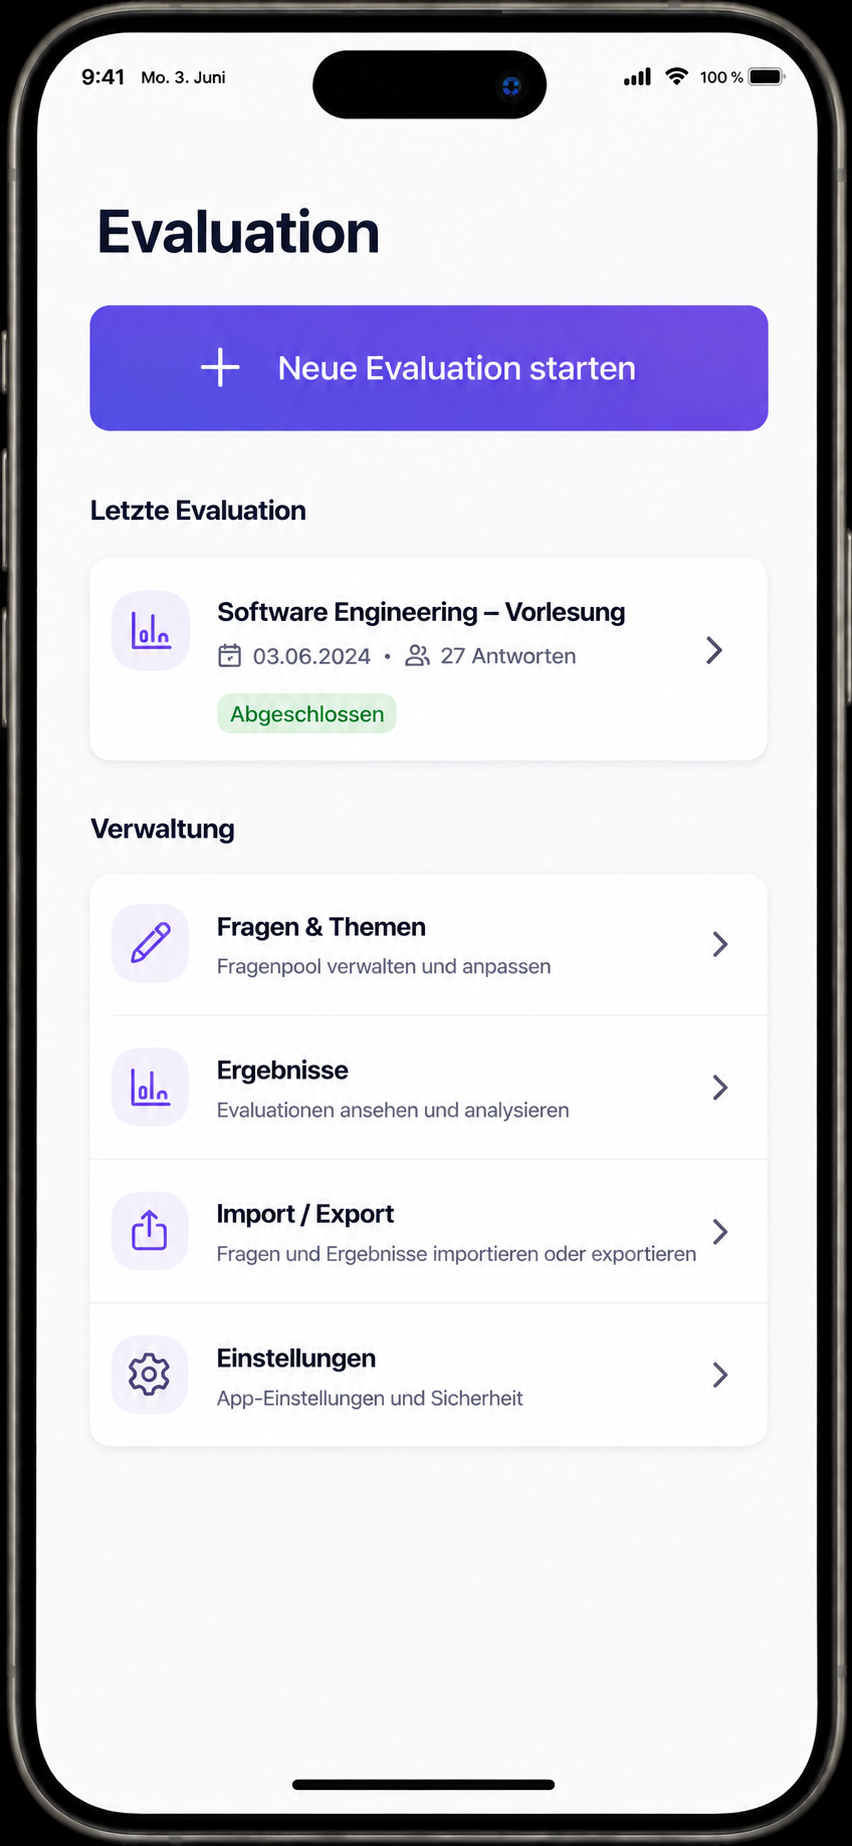 9:41 Mo. 3. Juni 100 %
Evaluation
Neue Evaluation starten
Letzte Evaluation
Software Engineering – Vorlesung
03.06.2024 • 27 Antworten
Abgeschlossen
Verwaltung
Fragen & Themen
Fragenpool verwalten und anpassen
Ergebnisse
Evaluationen ansehen und analysieren
Import / Export
Fragen und Ergebnisse importieren oder exportieren
Einstellungen
App-Einstellungen und Sicherheit